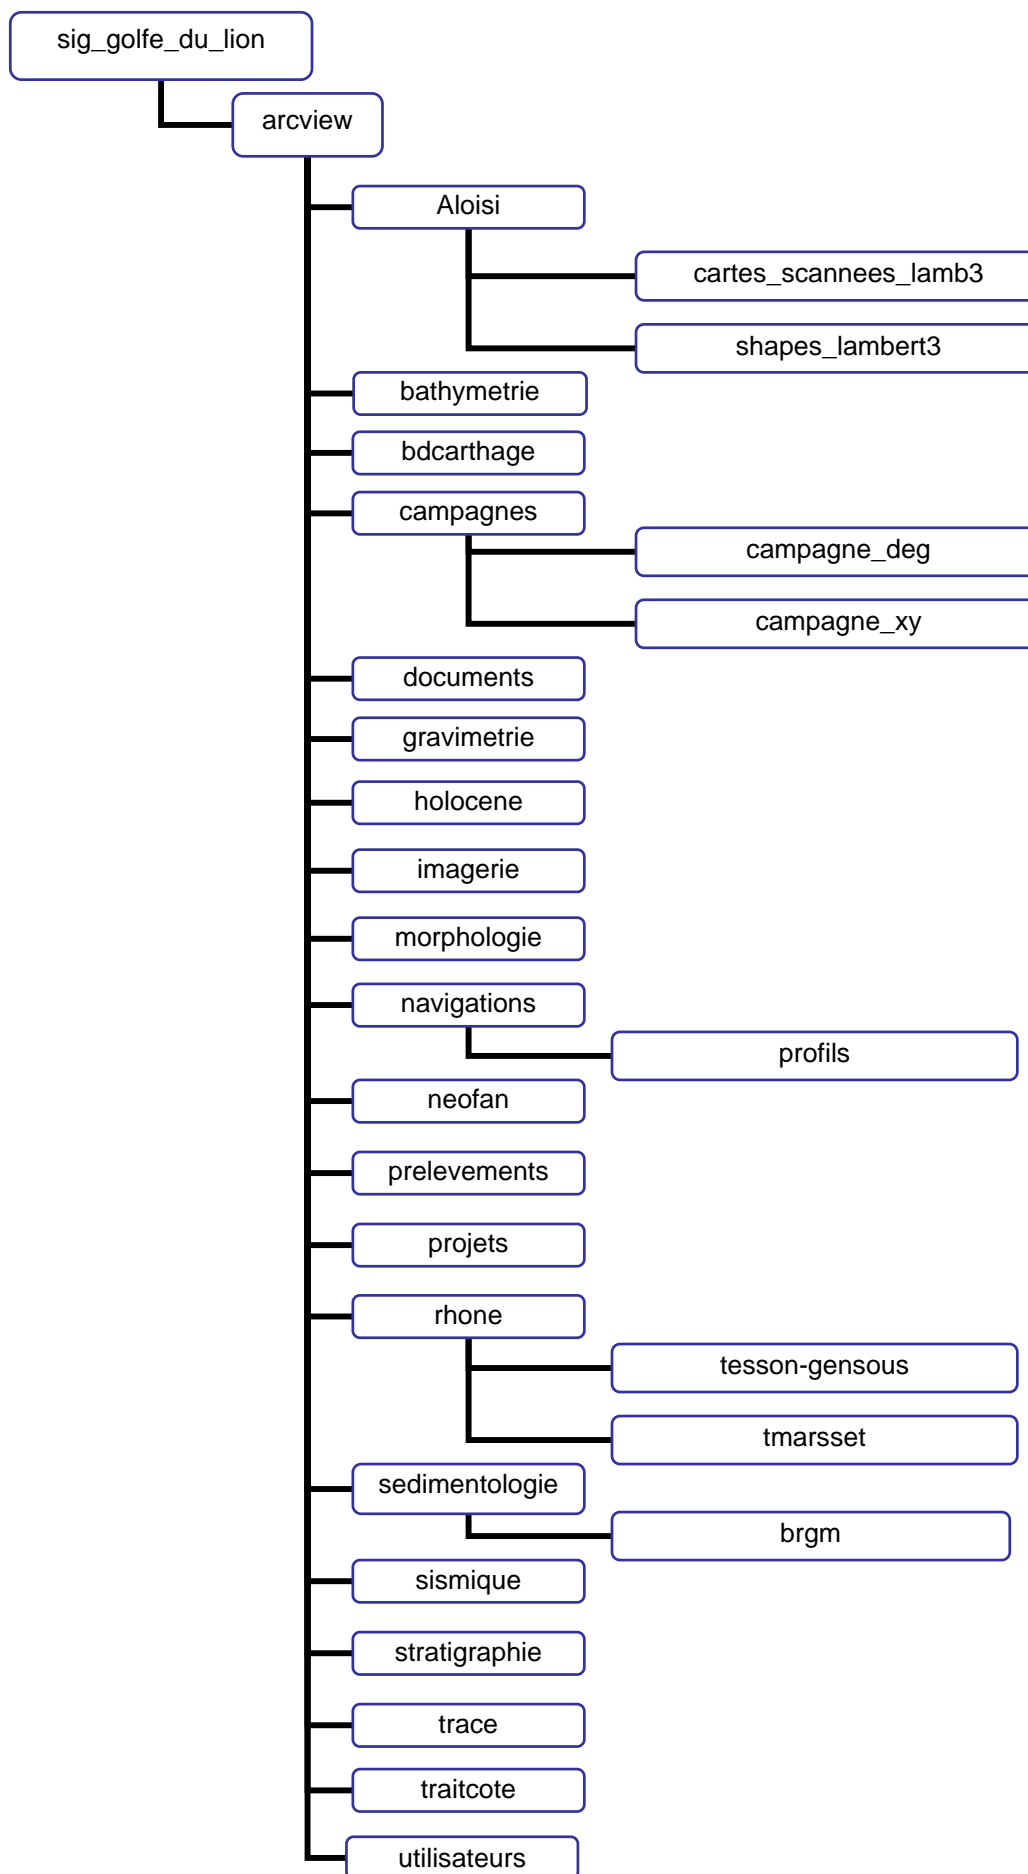 sig_golfe_du_lion
arcview
Aloisi
cartes_scannees_lamb3
shapes_lambert3
bathymetrie
bdcarthage
campagnes
campagne_deg
campagne_xy
documents
gravimetrie
holocene
imagerie
morphologie
navigations
profils
neofan
prelevements
projets
rhone
tesson-gensous
tmarsset
sedimentologie
brgm
sismique
stratigraphie
trace
traitcote
utilisateurs